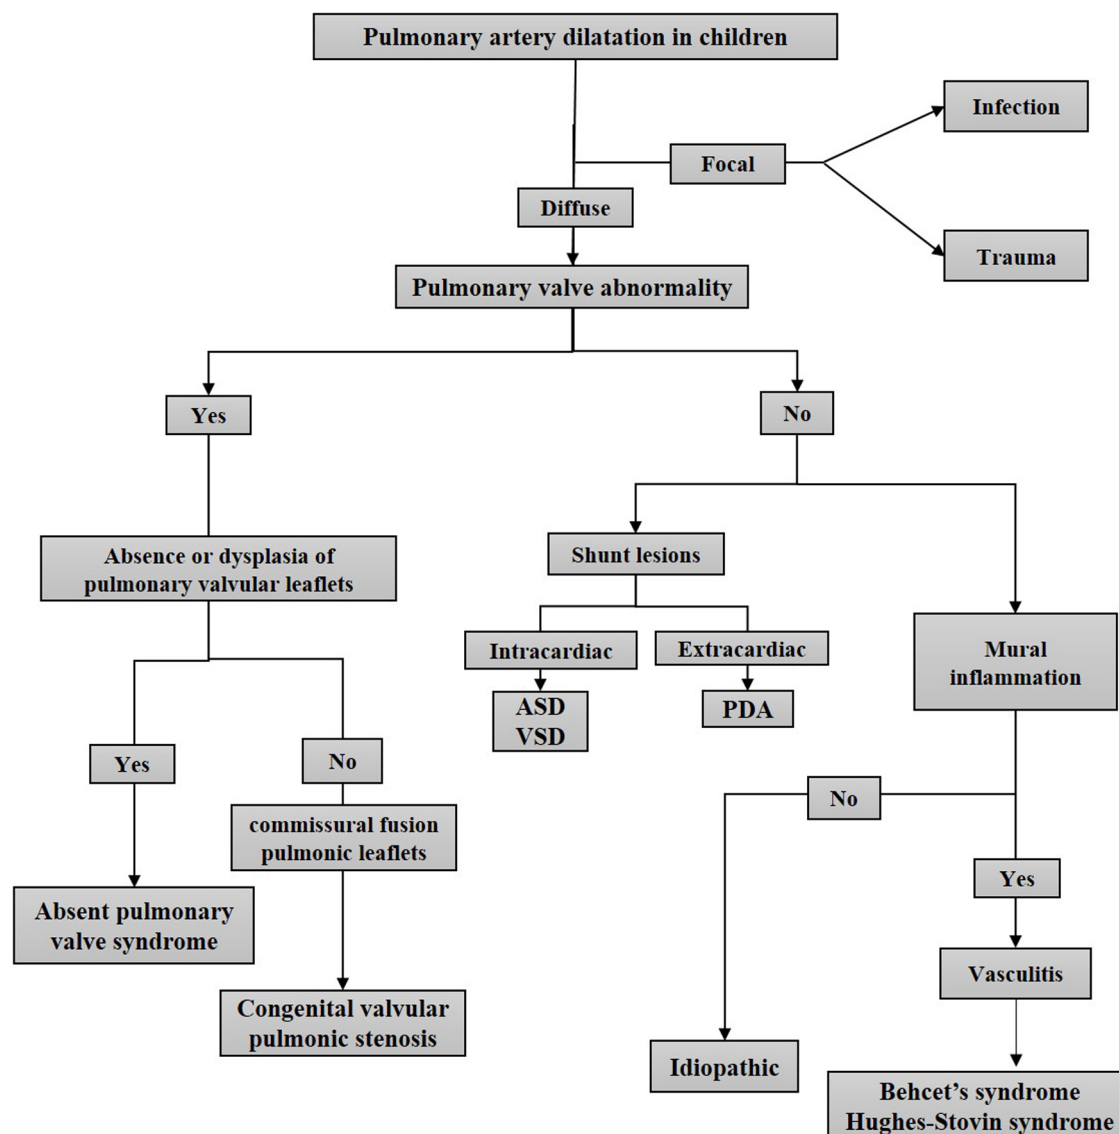 Pulmonary artery dilatation in children
Infection
Focal
Diffuse
Trauma
Pulmonary valve abnormality
Yes
No
Absence or dysplasia of
pulmonary valvular leaflets
Shunt lesions
Intracardiac
Extracardiac
Mural
inflammation
ASD
VSD
PDA
Yes
No
No
commissural fusion
pulmonic leaflets
Yes
Absent pulmonary
valve syndrome
Vasculitis
Congenital valvular
pulmonic stenosis
Idiopathic
Behcet's syndrome
Hughes-Stovin syndrome